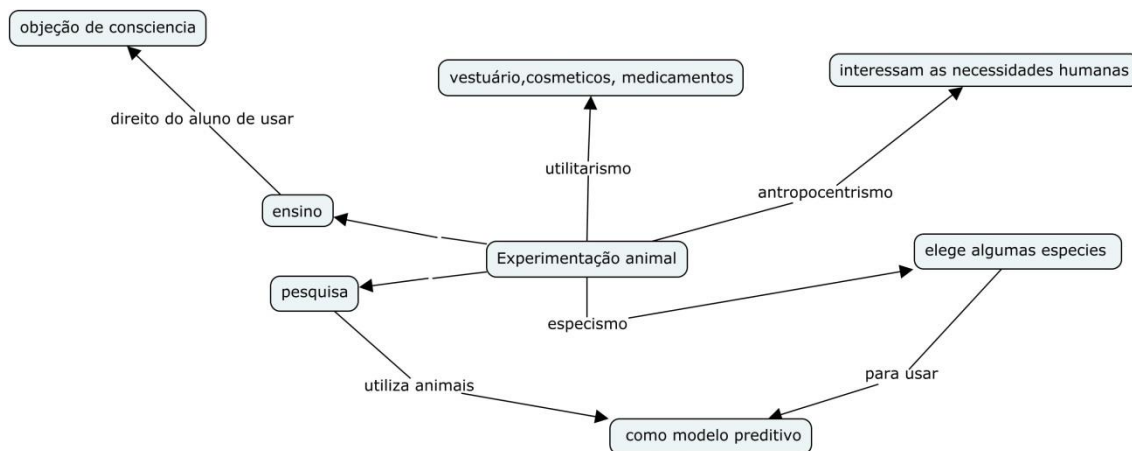 objeção de consciencia
vestuário,cosmeticos, medicamentos
interessam as necessidades humanas
direito do aluno de usar
utilitarismo
antropocentrismo
ensino
elege algumas especies
Experimentação animal
pesquisa
especismo
para usar
utiliza animais
como modelo preditivo